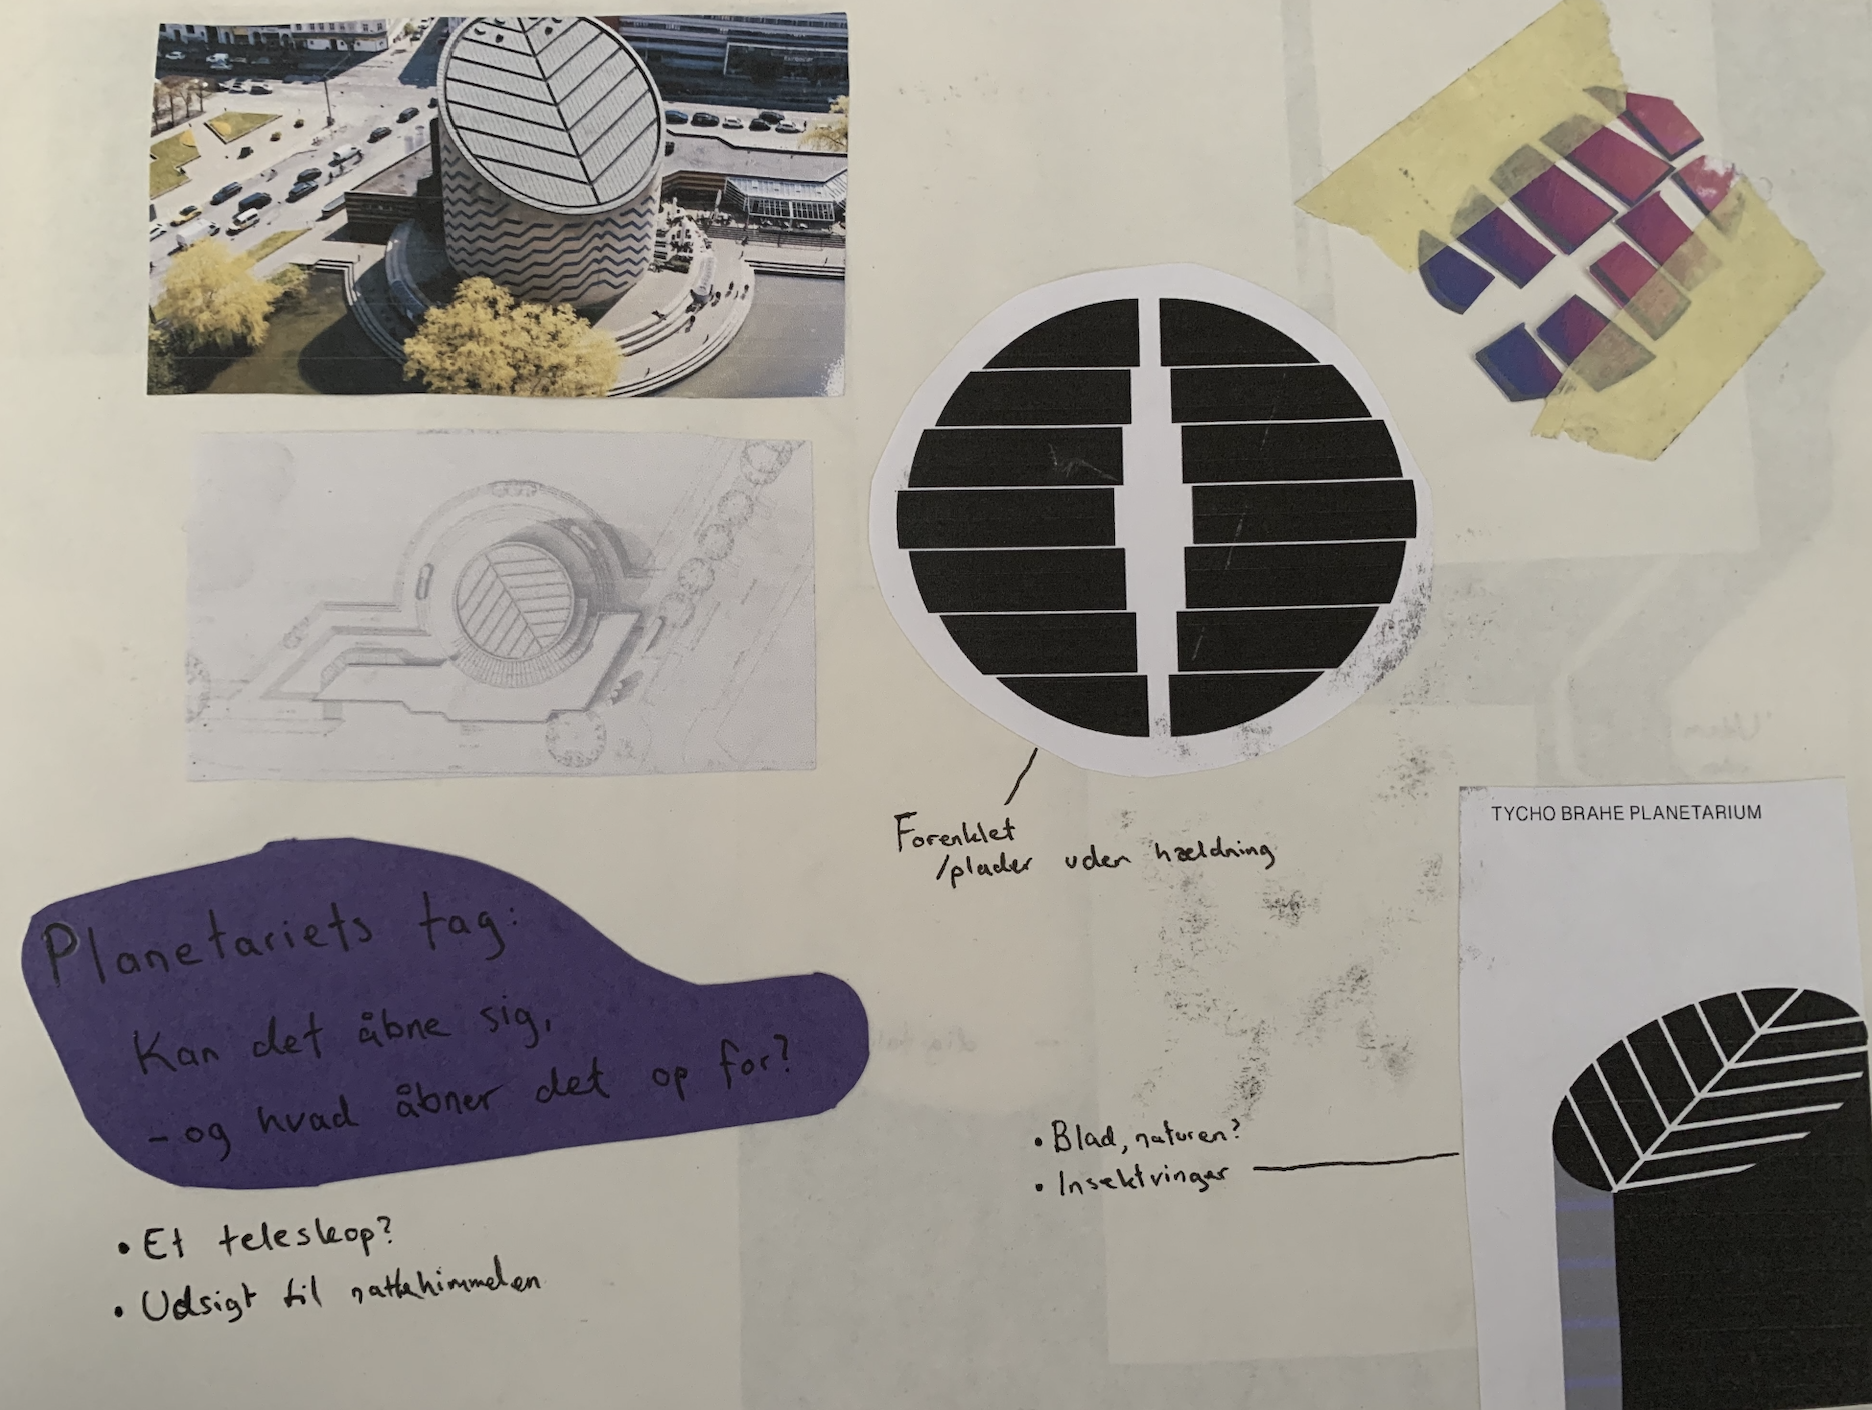 TYCHO BRAHE PLANETARIUM
Forenklet
/plader uden hældning
Planetariets tag:
Kan det åbne sig,
- og hvad åbner det op for?
• Blad, naturen?
• Insektvinger
• Et teleskop?
• Udsigt til nattehimmelen